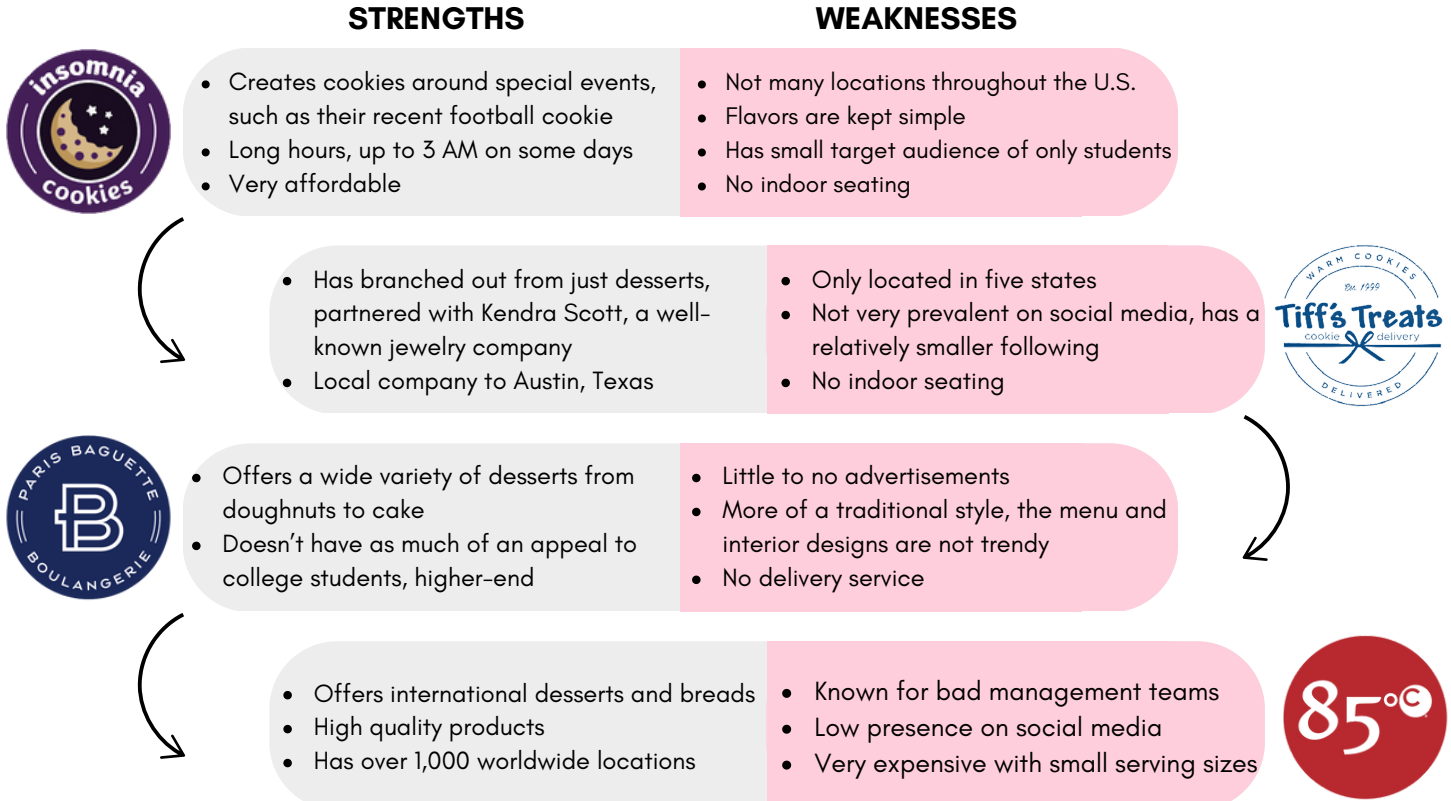 STRENGTHS
WEAKNESSES
insomnia
cookies
• Creates cookies around special events,
such as their recent football cookie
• Long hours, up to 3 AM on some days
• Very affordable
• Not many locations throughout the U.S.
• Flavors are kept simple
• Has small target audience of only students
• No indoor seating
• Has branched out from just desserts,
partnered with Kendra Scott, a well-
known jewelry company
• Local company to Austin, Texas
• Only located in five states
• Not very prevalent on social media, has a
relatively smaller following
• No indoor seating
WARM COOKIES
Est. 1999
Tiff's Treats
cookie delivery
DELIVERED
PARIS BAGUETTE
B
BOULANGERIE
• Offers a wide variety of desserts from
doughnuts to cake
• Doesn't have as much of an appeal to
college students, higher-end
• Little to no advertisements
• More of a traditional style, the menu and
interior designs are not trendy
• No delivery service
• Offers international desserts and breads
• High quality products
• Has over 1,000 worldwide locations
• Known for bad management teams
• Low presence on social media
• Very expensive with small serving sizes
85°C